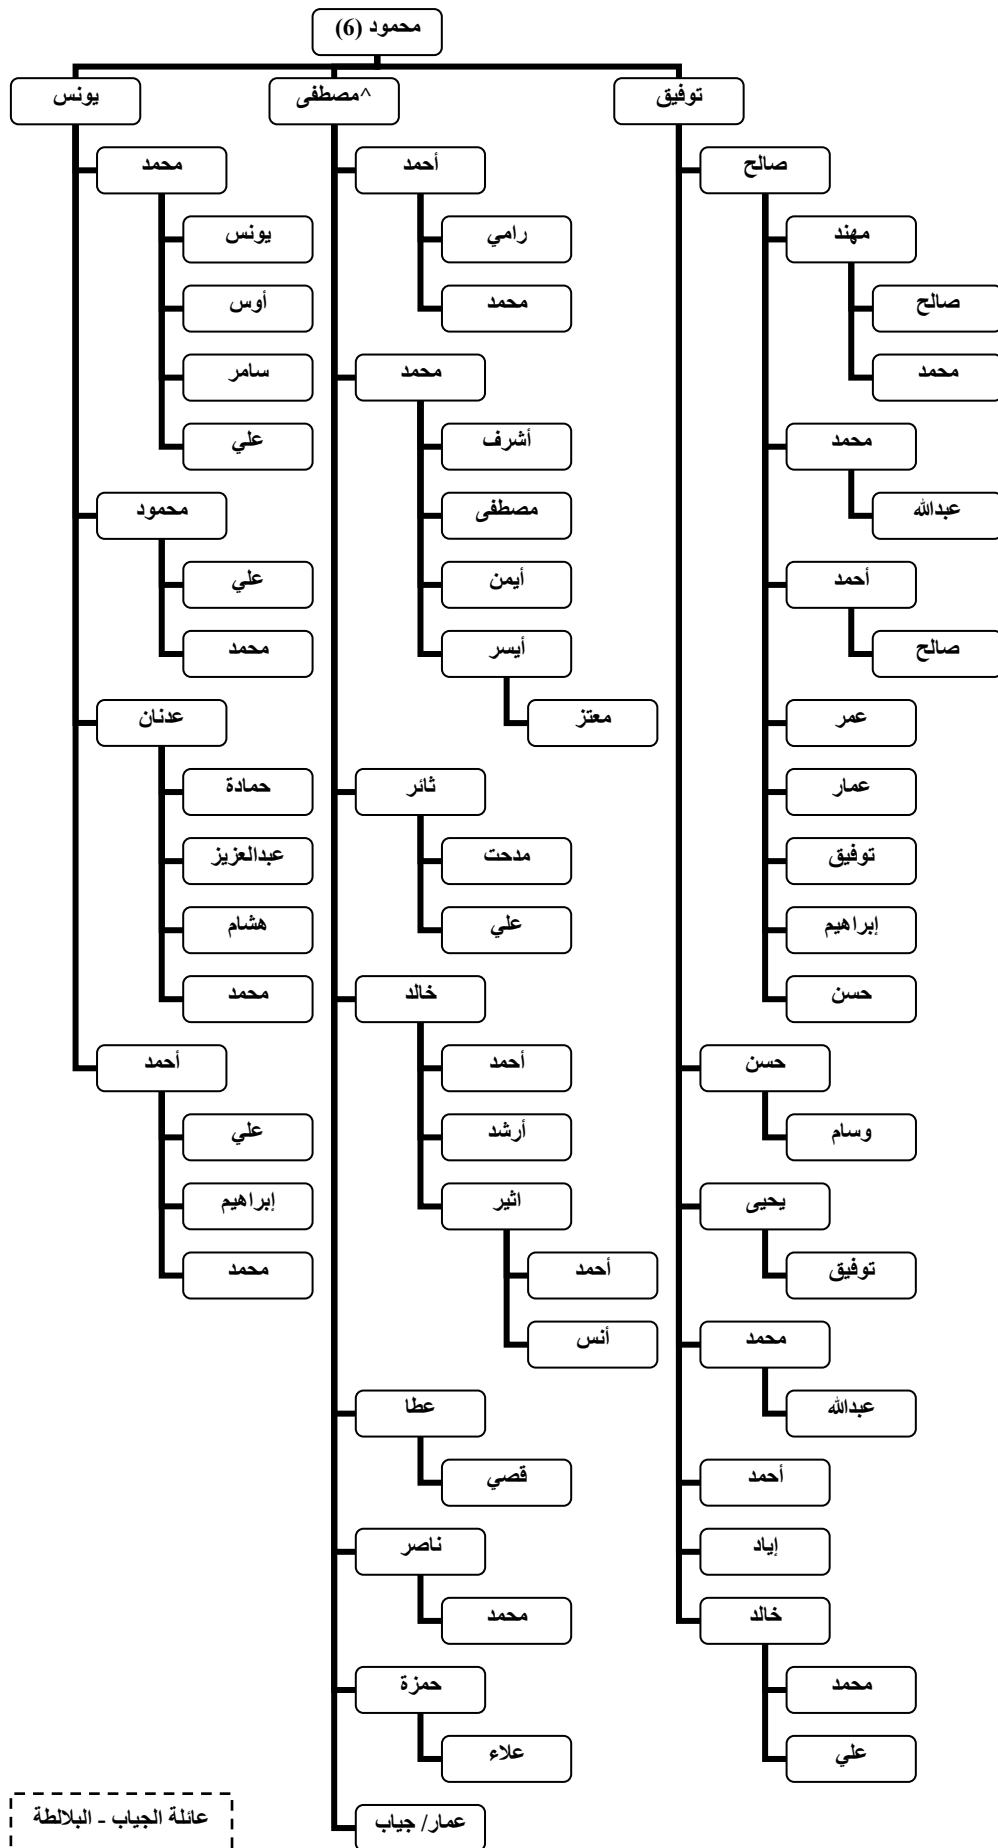 محمود (6)
توفيق
^مصطفى
يونس
صالح
مهند
صالح
محمد
محمد
عبدالله
أحمد
صالح
عمر
عمار
توفيق
إبراهيم
حسن
حسن
وسام
يحيى
توفيق
محمد
عبدالله
أحمد
إياد
خالد
محمد
علي
أحمد
رامي
محمد
محمد
أشرف
مصطفى
أيمن
أيسر
معتز
ثائر
مدحت
علي
خالد
أحمد
أرشد
اثير
أحمد
أنس
عطا
قصي
ناصر
محمد
حمزة
علاء
عمار/ جياب
محمد
يونس
أوس
سامر
علي
محمود
علي
محمد
عدنان
حمادة
عبدالعزيز
هشام
محمد
أحمد
علي
إبراهيم
محمد
عائلة الجياب - البلالطة